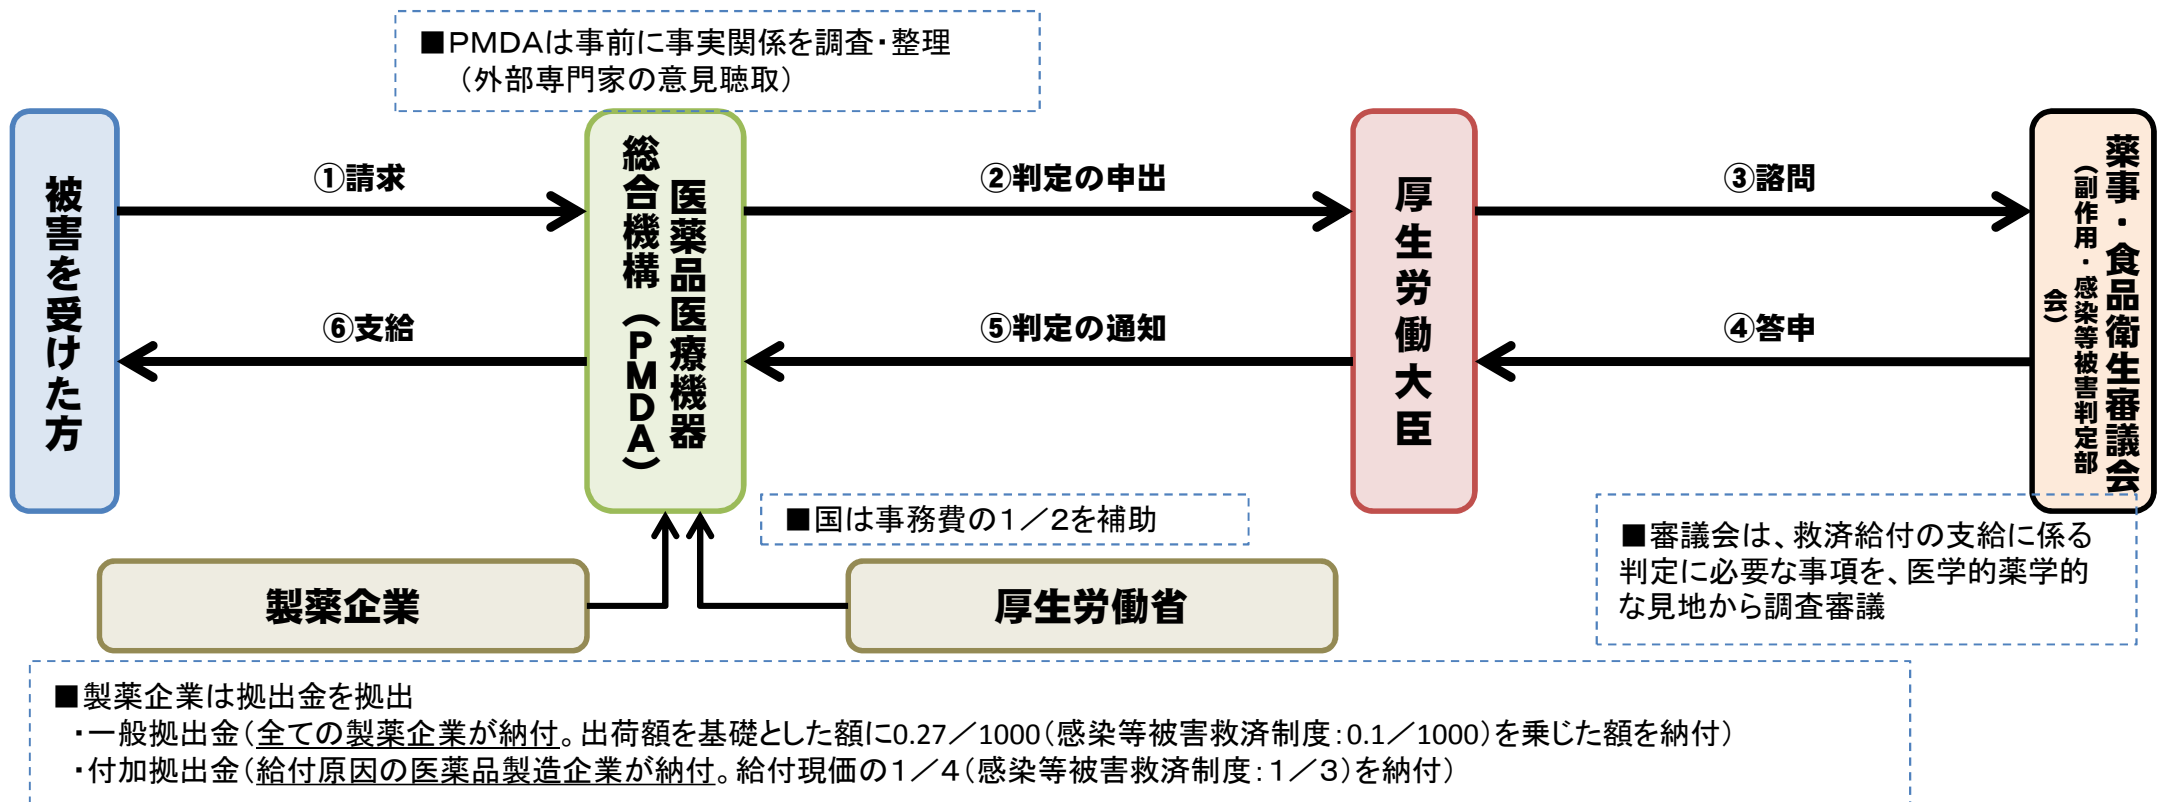 ■PMDAは事前に事実関係を調査・整理
（外部専門家の意見聴取）
被害を受けた方
①請求
⑥支給
医薬品医療機器
総合機構（PMDA）
②判定の申出
⑤判定の通知
厚生労働大臣
③諮問
④答申
薬事・食品衛生審議会
（副作用・感染等被害判定部
会）
■国は事務費の１／２を補助
■審議会は、救済給付の支給に係る
判定に必要な事項を、医学的薬学的
な見地から調査審議
製薬企業
厚生労働省
■製薬企業は拠出金を拠出
・一般拠出金（全ての製薬企業が納付。出荷額を基礎とした額に0.27／1000（感染等被害救済制度：0.1／1000）を乗じた額を納付）
・付加拠出金（給付原因の医薬品製造企業が納付。給付現価の１／４（感染等被害救済制度：１／３）を納付）